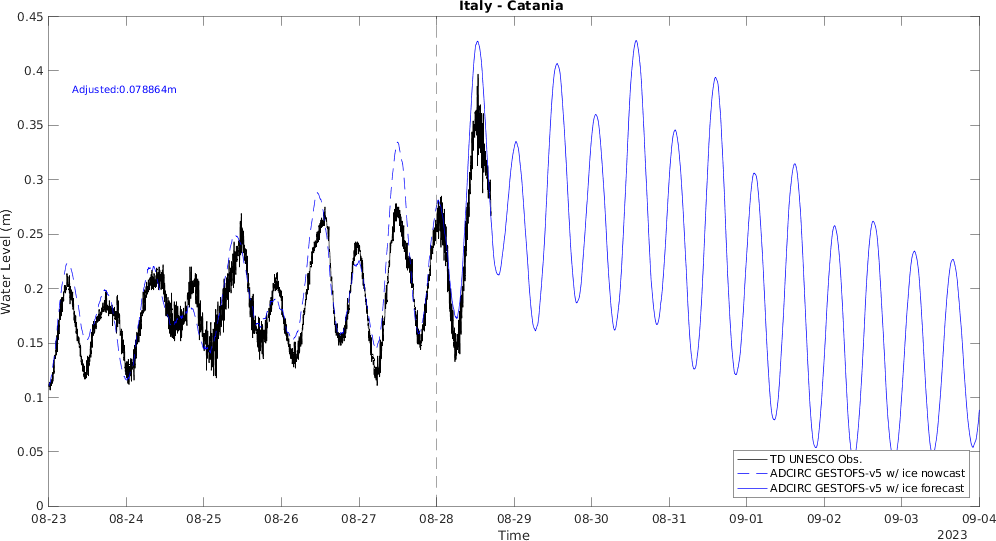 Italy - Catania
0.45
0.4
0.35
0.3
0.25
0.2
0.15
0.1
0.05
0
Water Level (m)
Adjusted:0.078864m
TD UNESCO Obs.
ADCIRC GESTOFS-v5 w/ ice nowcast
ADCIRC GESTOFS-v5 w/ ice forecast
08-23 08-24 08-25 08-26 08-27 08-28 08-29 08-30 08-31 09-01 09-02 09-03 09-04
Time
2023